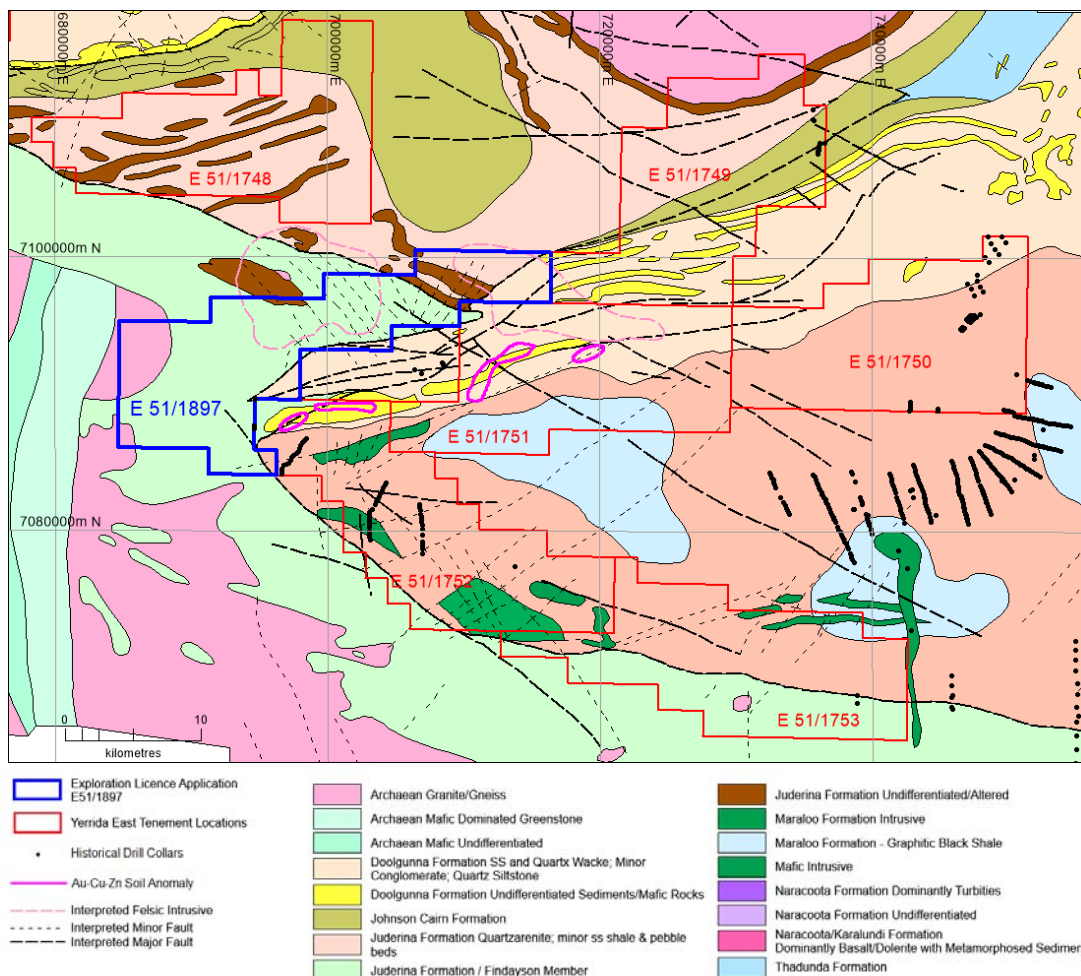 680000m E
700000m E
720000m E
740000m E
E 51/1748
E 51/1749
7100000m N
E 51/1750
E 51/1897
E 51/1751
7080000m N
E 51/1752
E 51/1753
0 10
kilometres
Exploration Licence Application
E51/1897
Yerrida East Tenement Locations
Historical Drill Collars
Au-Cu-Zn Soil Anomaly
Interpreted Felsic Intrusive
Interpreted Minor Fault
Interpreted Major Fault
Archaean Granite/Gneiss
Archaean Mafic Dominated Greenstone
Archaean Mafic Undifferentiated
Doolgunna Formation SS and Quartx Wacke; Minor
Conglomerate; Quartz Siltstone
Doolgunna Formation Undifferentiated Sediments/Mafic Rocks
Johnson Cairn Formation
Juderina Formation Quartzarenite; minor ss shale & pebble
beds
Juderina Formation / Findayson Member
Juderina Formation Undifferentiated/Altered
Maraloo Formation Intrusive
Maraloo Formation - Graphitic Black Shale
Mafic Intrusive
Naracoota Formation Dominantly Turbities
Naracoota Formation Undifferentiated
Naracoota/Karalundi Formation
Dominantly Basalt/Dolerite with Metamorphosed Sedimer
Thadunda Formation